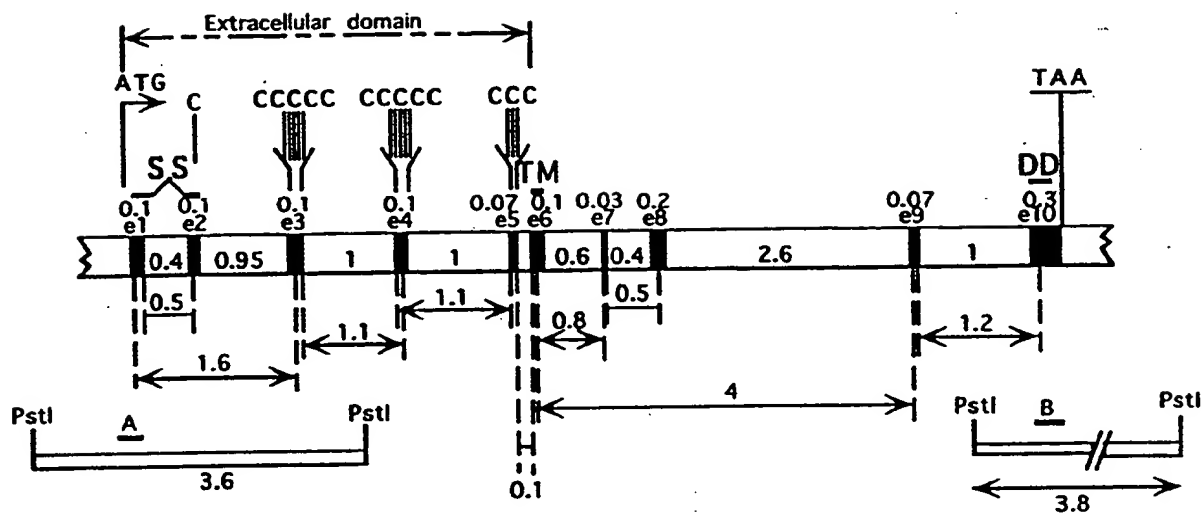 Extracellular domain
ATG TAA
C CCCCC CCCCC CCC
SS TM DD
0.1 0.1 0.1 0.1 0.07 0.1 0.03 0.2 0.07 0.3
e1 e2 e3 e4 e5 e6 e7 e8 e9 e10
0.4 0.95 1 1 0.6 0.4 2.6 1
0.5 1.1 0.5
1.1 0.8 1.2
1.6
4
PstI A PstI PstI B PstI
3.6 0.1 3.8